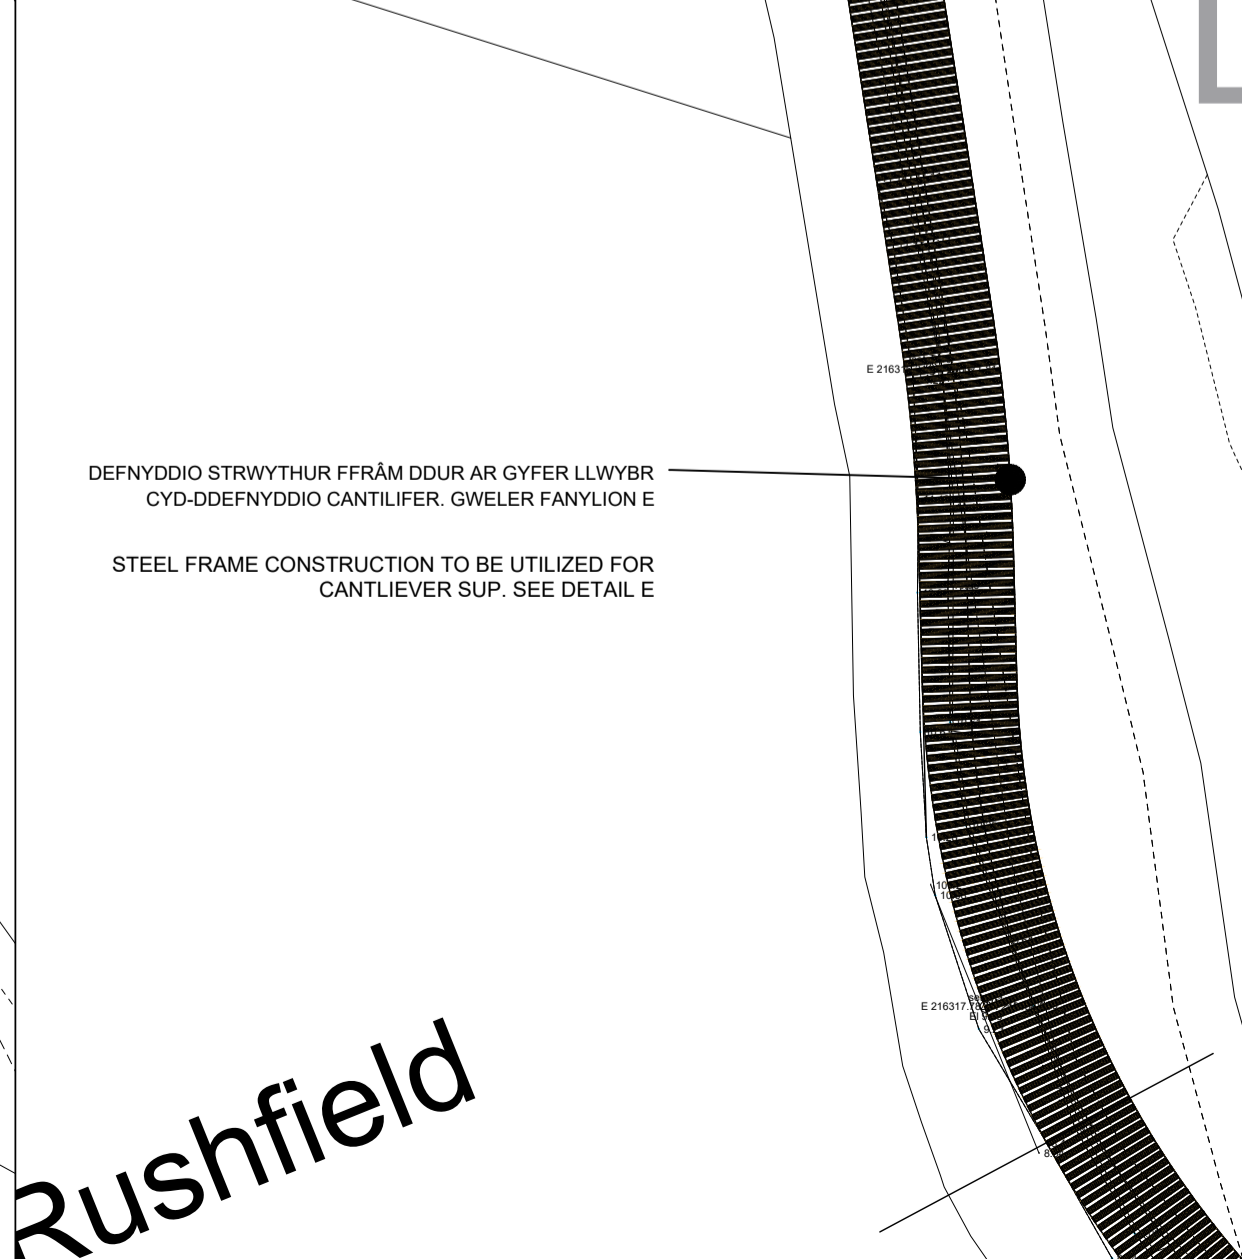 DEFNYDDIO STRWYTHUR FFRÂM DDUR AR GYFER LLWYBR
CYD-DDEFNYDDIO CANTILIFER. GWELER FANYLION E
STEEL FRAME CONSTRUCTION TO BE UTILIZED FOR
CANTLIEVER SUP. SEE DETAIL E
Rushfield